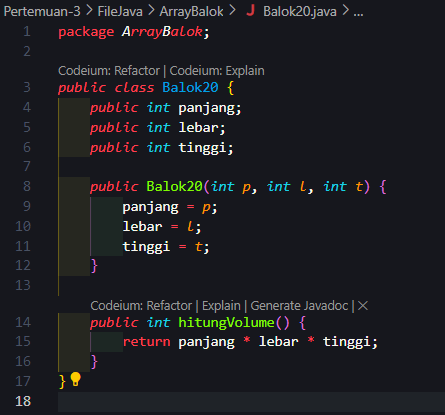 Pertemuan-3 > FileJava > ArrayBalok > J Balok20.java > ...
1 package ArrayBalok;
2
Codeium: Refactor | Codeium: Explain
3 public class Balok20 {
4 public int panjang;
5 public int lebar;
6 public int tinggi;
7
8 public Balok20(int p, int l, int t) {
9 panjang = p;
10 lebar = l;
11 tinggi = t;
12 }
13
Codeium: Refactor | Explain | Generate Javadoc | ×
14 public int hitungVolume() {
15 return panjang * lebar * tinggi;
16 }
17 }
18